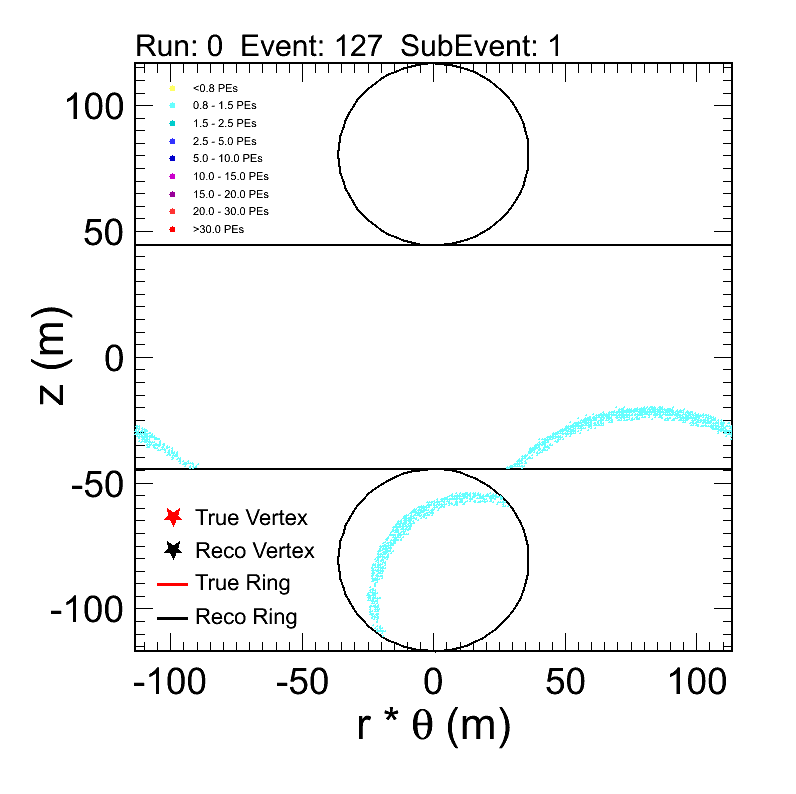 Run: 0  Event: 127  SubEvent: 1
<0.8 PEs
0.8 - 1.5 PEs
1.5 - 2.5 PEs
2.5 - 5.0 PEs
5.0 - 10.0 PEs
10.0 - 15.0 PEs
15.0 - 20.0 PEs
20.0 - 30.0 PEs
>30.0 PEs
100
50
0
-50
-100
z (m)
True Vertex
Reco Vertex
True Ring
Reco Ring
-100 -50 0 50 100
r * θ (m)